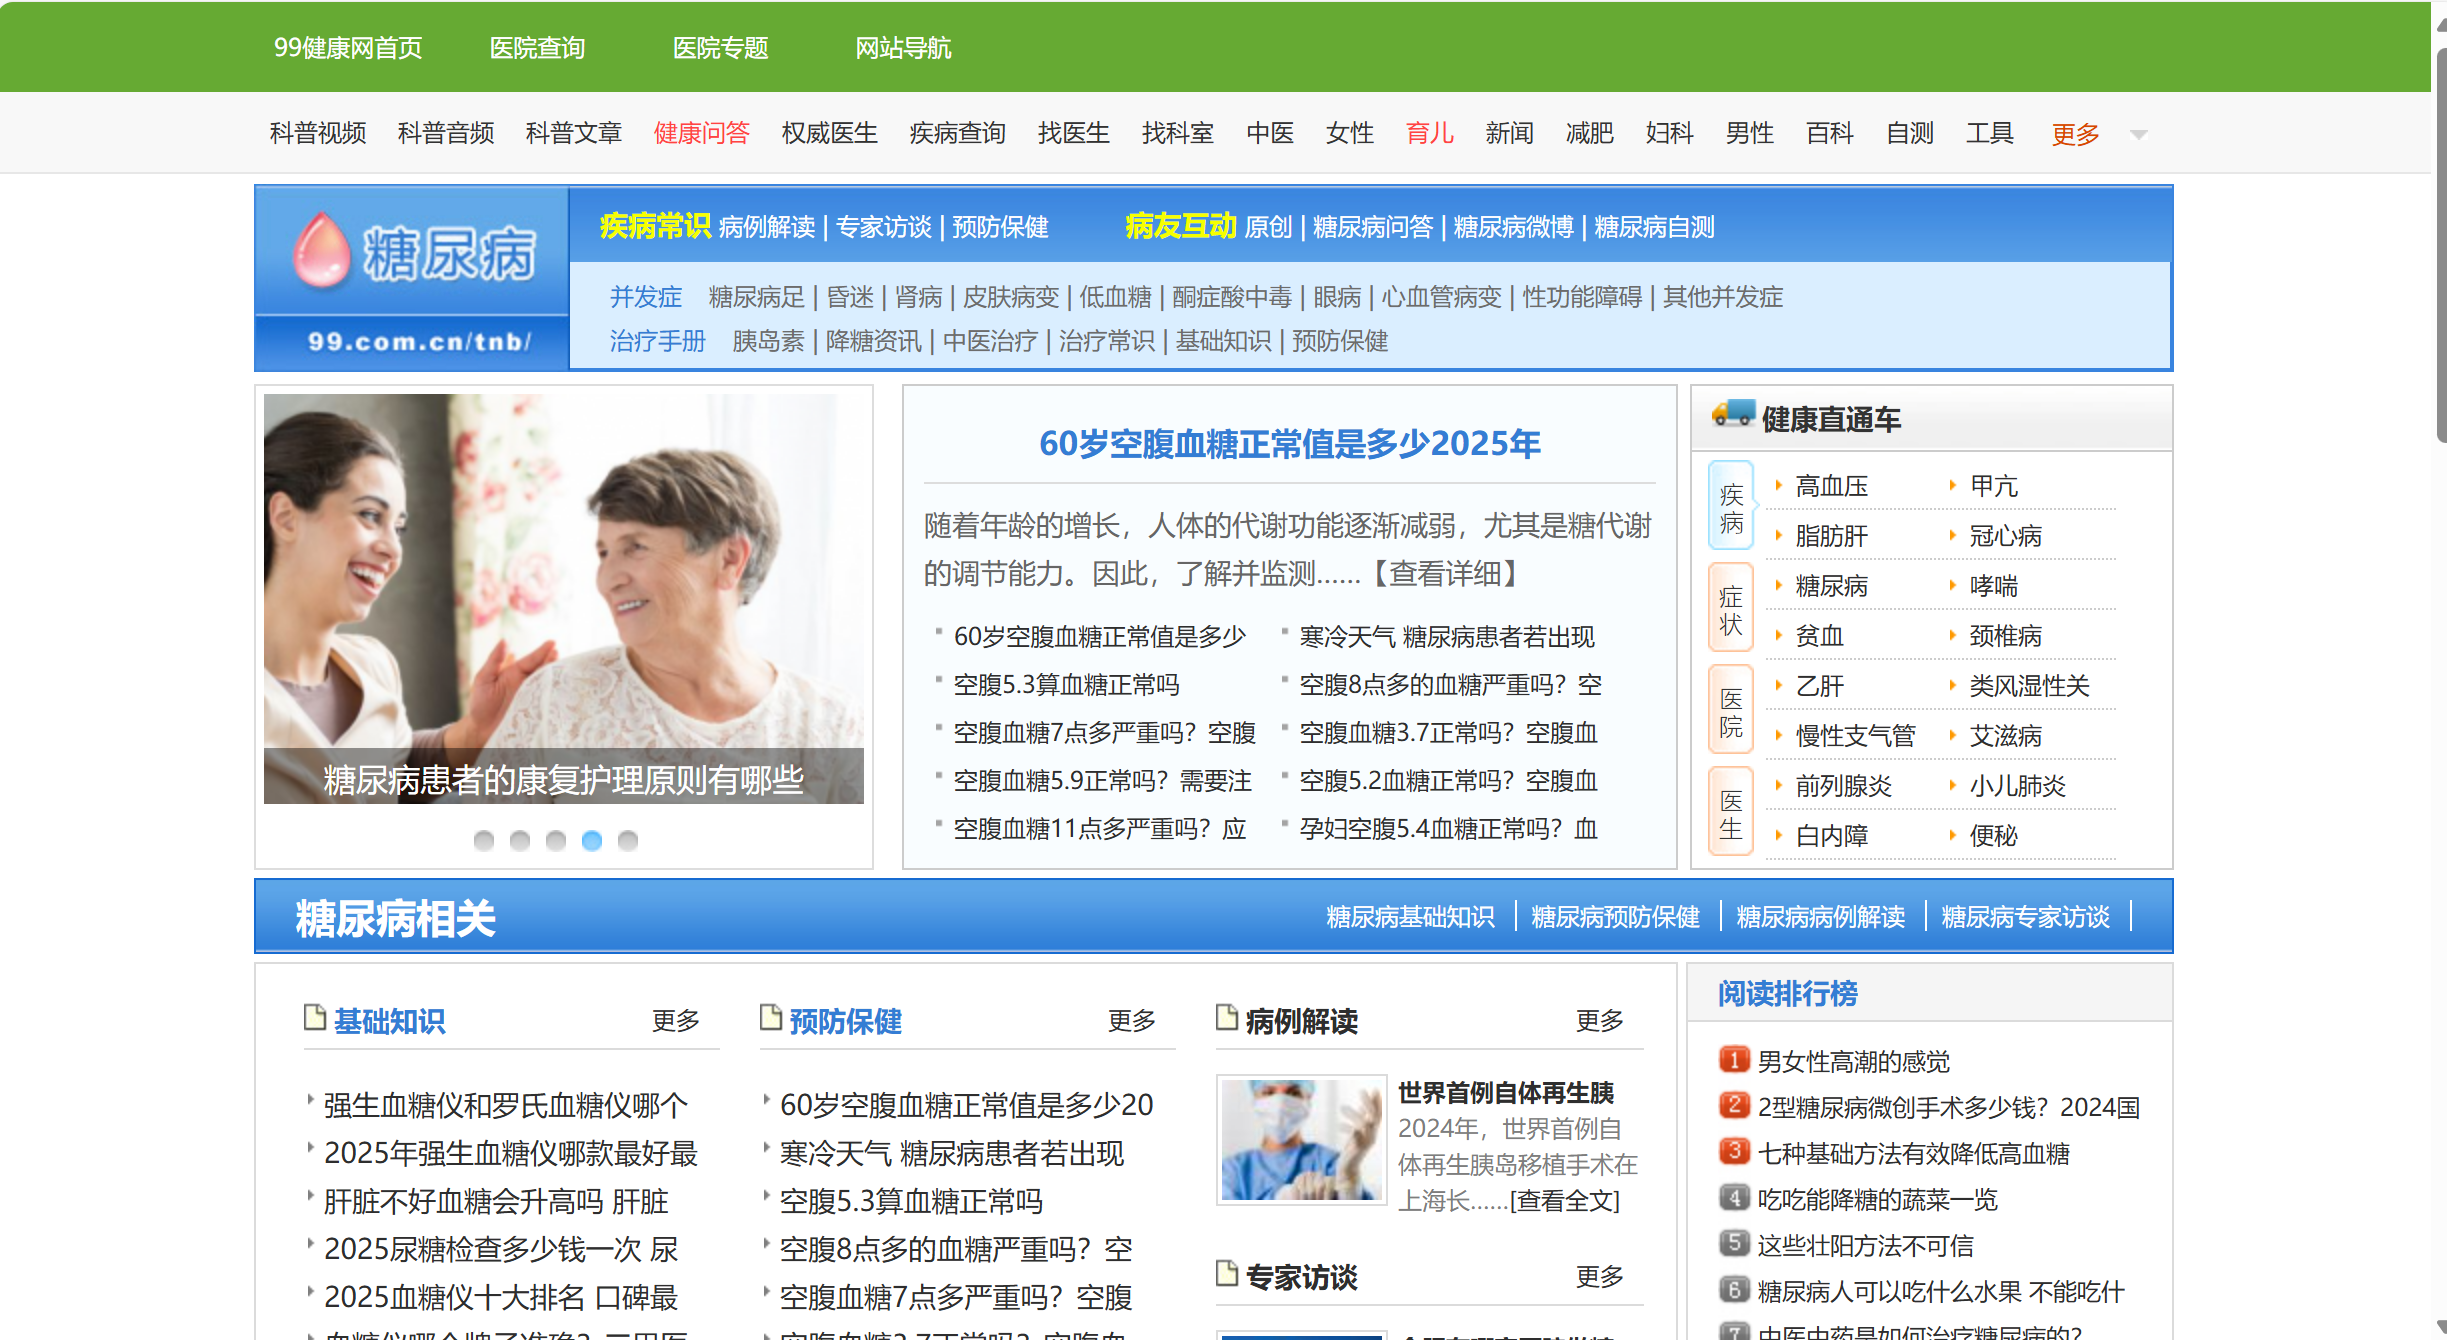 99健康网首页 医院查询 医院专题 网站导航
科普视频 科普音频 科普文章 健康问答 权威医生 疾病查询 找医生 找科室 中医 女性 育儿 新闻 减肥 妇科 男性 百科 自测 工具 更多
糖尿病
99.com.cn/tnb/
疾病常识 病例解读 | 专家访谈 | 预防保健 病友互动 原创 | 糖尿病问答 | 糖尿病微博 | 糖尿病自测
并发症 糖尿病足 | 昏迷 | 肾病 | 皮肤病变 | 低血糖 | 酮症酸中毒 | 眼病 | 心血管病变 | 性功能障碍 | 其他并发症
治疗手册 胰岛素 | 降糖资讯 | 中医治疗 | 治疗常识 | 基础知识 | 预防保健
糖尿病患者的康复护理原则有哪些
60岁空腹血糖正常值是多少2025年
随着年龄的增长，人体的代谢功能逐渐减弱，尤其是糖代谢
的调节能力。因此，了解并监测......【查看详细】
60岁空腹血糖正常值是多少 寒冷天气 糖尿病患者若出现
空腹5.3算血糖正常吗 空腹8点多的血糖严重吗？空
空腹血糖7点多严重吗？空腹 空腹血糖3.7正常吗？空腹血
空腹血糖5.9正常吗？需要注 空腹5.2血糖正常吗？空腹血
空腹血糖11点多严重吗？应 孕妇空腹5.4血糖正常吗？血
健康直通车
疾病
症状
医院
医生
高血压 甲亢
脂肪肝 冠心病
糖尿病 哮喘
贫血 颈椎病
乙肝 类风湿性关
慢性支气管 艾滋病
前列腺炎 小儿肺炎
白内障 便秘
糖尿病相关 糖尿病基础知识 糖尿病预防保健 糖尿病病例解读 糖尿病专家访谈
基础知识 更多
强生血糖仪和罗氏血糖仪哪个
2025年强生血糖仪哪款最好最
肝脏不好血糖会升高吗 肝脏
2025尿糖检查多少钱一次 尿
2025血糖仪十大排名 口碑最
预防保健 更多
60岁空腹血糖正常值是多少20
寒冷天气 糖尿病患者若出现
空腹5.3算血糖正常吗
空腹8点多的血糖严重吗？空
空腹血糖7点多严重吗？空腹
病例解读 更多
世界首例自体再生胰
2024年，世界首例自
体再生胰岛移植手术在
上海长......[查看全文]
专家访谈 更多
阅读排行榜
1 男女性高潮的感觉
2 2型糖尿病微创手术多少钱？2024国
3 七种基础方法有效降低高血糖
4 吃吃能降糖的蔬菜一览
5 这些壮阳方法不可信
6 糖尿病人可以吃什么水果 不能吃什
7 中医中药是如何治疗糖尿病的？